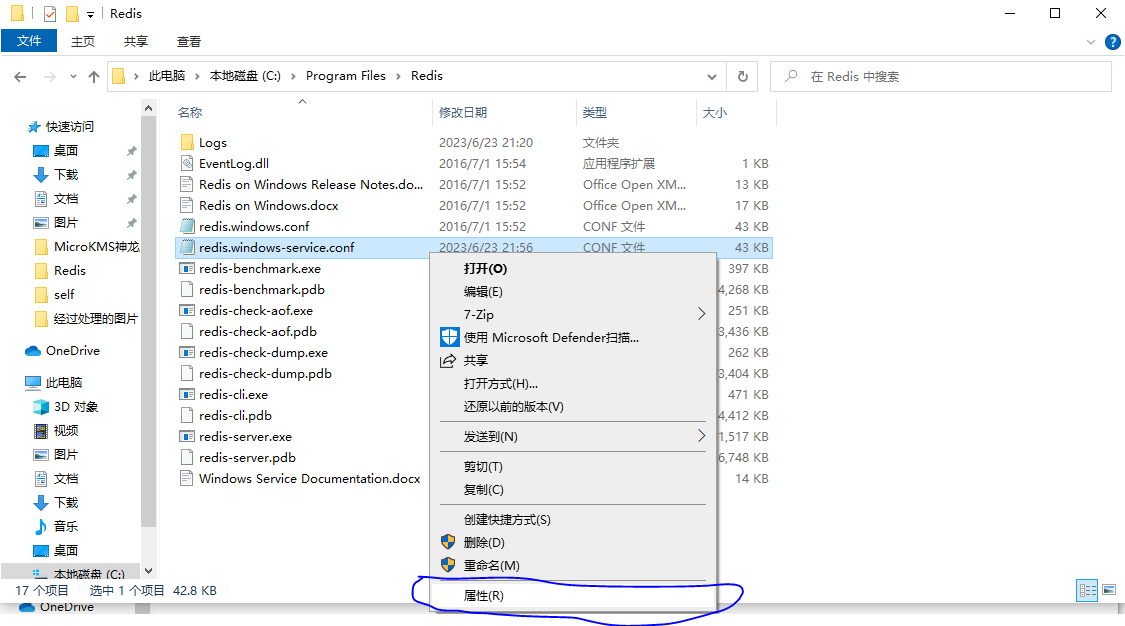 Redis
文件 主页 共享 查看
此电脑 本地磁盘 (C:) Program Files Redis 在 Redis 中搜索
快速访问
桌面
下载
文档
图片
MicroKMS神龙
Redis
self
经过处理的图片
OneDrive
此电脑
3D 对象
视频
图片
文档
下载
音乐
桌面
本地磁盘 (C:)
名称 修改日期 类型 大小
Logs 2023/6/23 21:20 文件夹
EventLog.dll 2016/7/1 15:54 应用程序扩展 1 KB
Redis on Windows Release Notes.do... 2016/7/1 15:52 Office Open XM... 13 KB
Redis on Windows.docx 2016/7/1 15:52 Office Open XM... 17 KB
redis.windows.conf 2016/7/1 15:52 CONF 文件 43 KB
redis.windows-service.conf 2023/6/23 21:56 CONF 文件 43 KB
redis-benchmark.exe 397 KB
redis-benchmark.pdb 4,268 KB
redis-check-aof.exe 251 KB
redis-check-aof.pdb 3,436 KB
redis-check-dump.exe 262 KB
redis-check-dump.pdb 3,404 KB
redis-cli.exe 471 KB
redis-cli.pdb 4,412 KB
redis-server.exe 1,517 KB
redis-server.pdb 6,748 KB
Windows Service Documentation.docx 14 KB
打开(O)
编辑(E)
7-Zip
使用 Microsoft Defender扫描...
共享
打开方式(H)...
还原以前的版本(V)
发送到(N)
剪切(T)
复制(C)
创建快捷方式(S)
删除(D)
重命名(M)
属性(R)
17 个项目 选中 1 个项目 42.8 KB
OneDrive